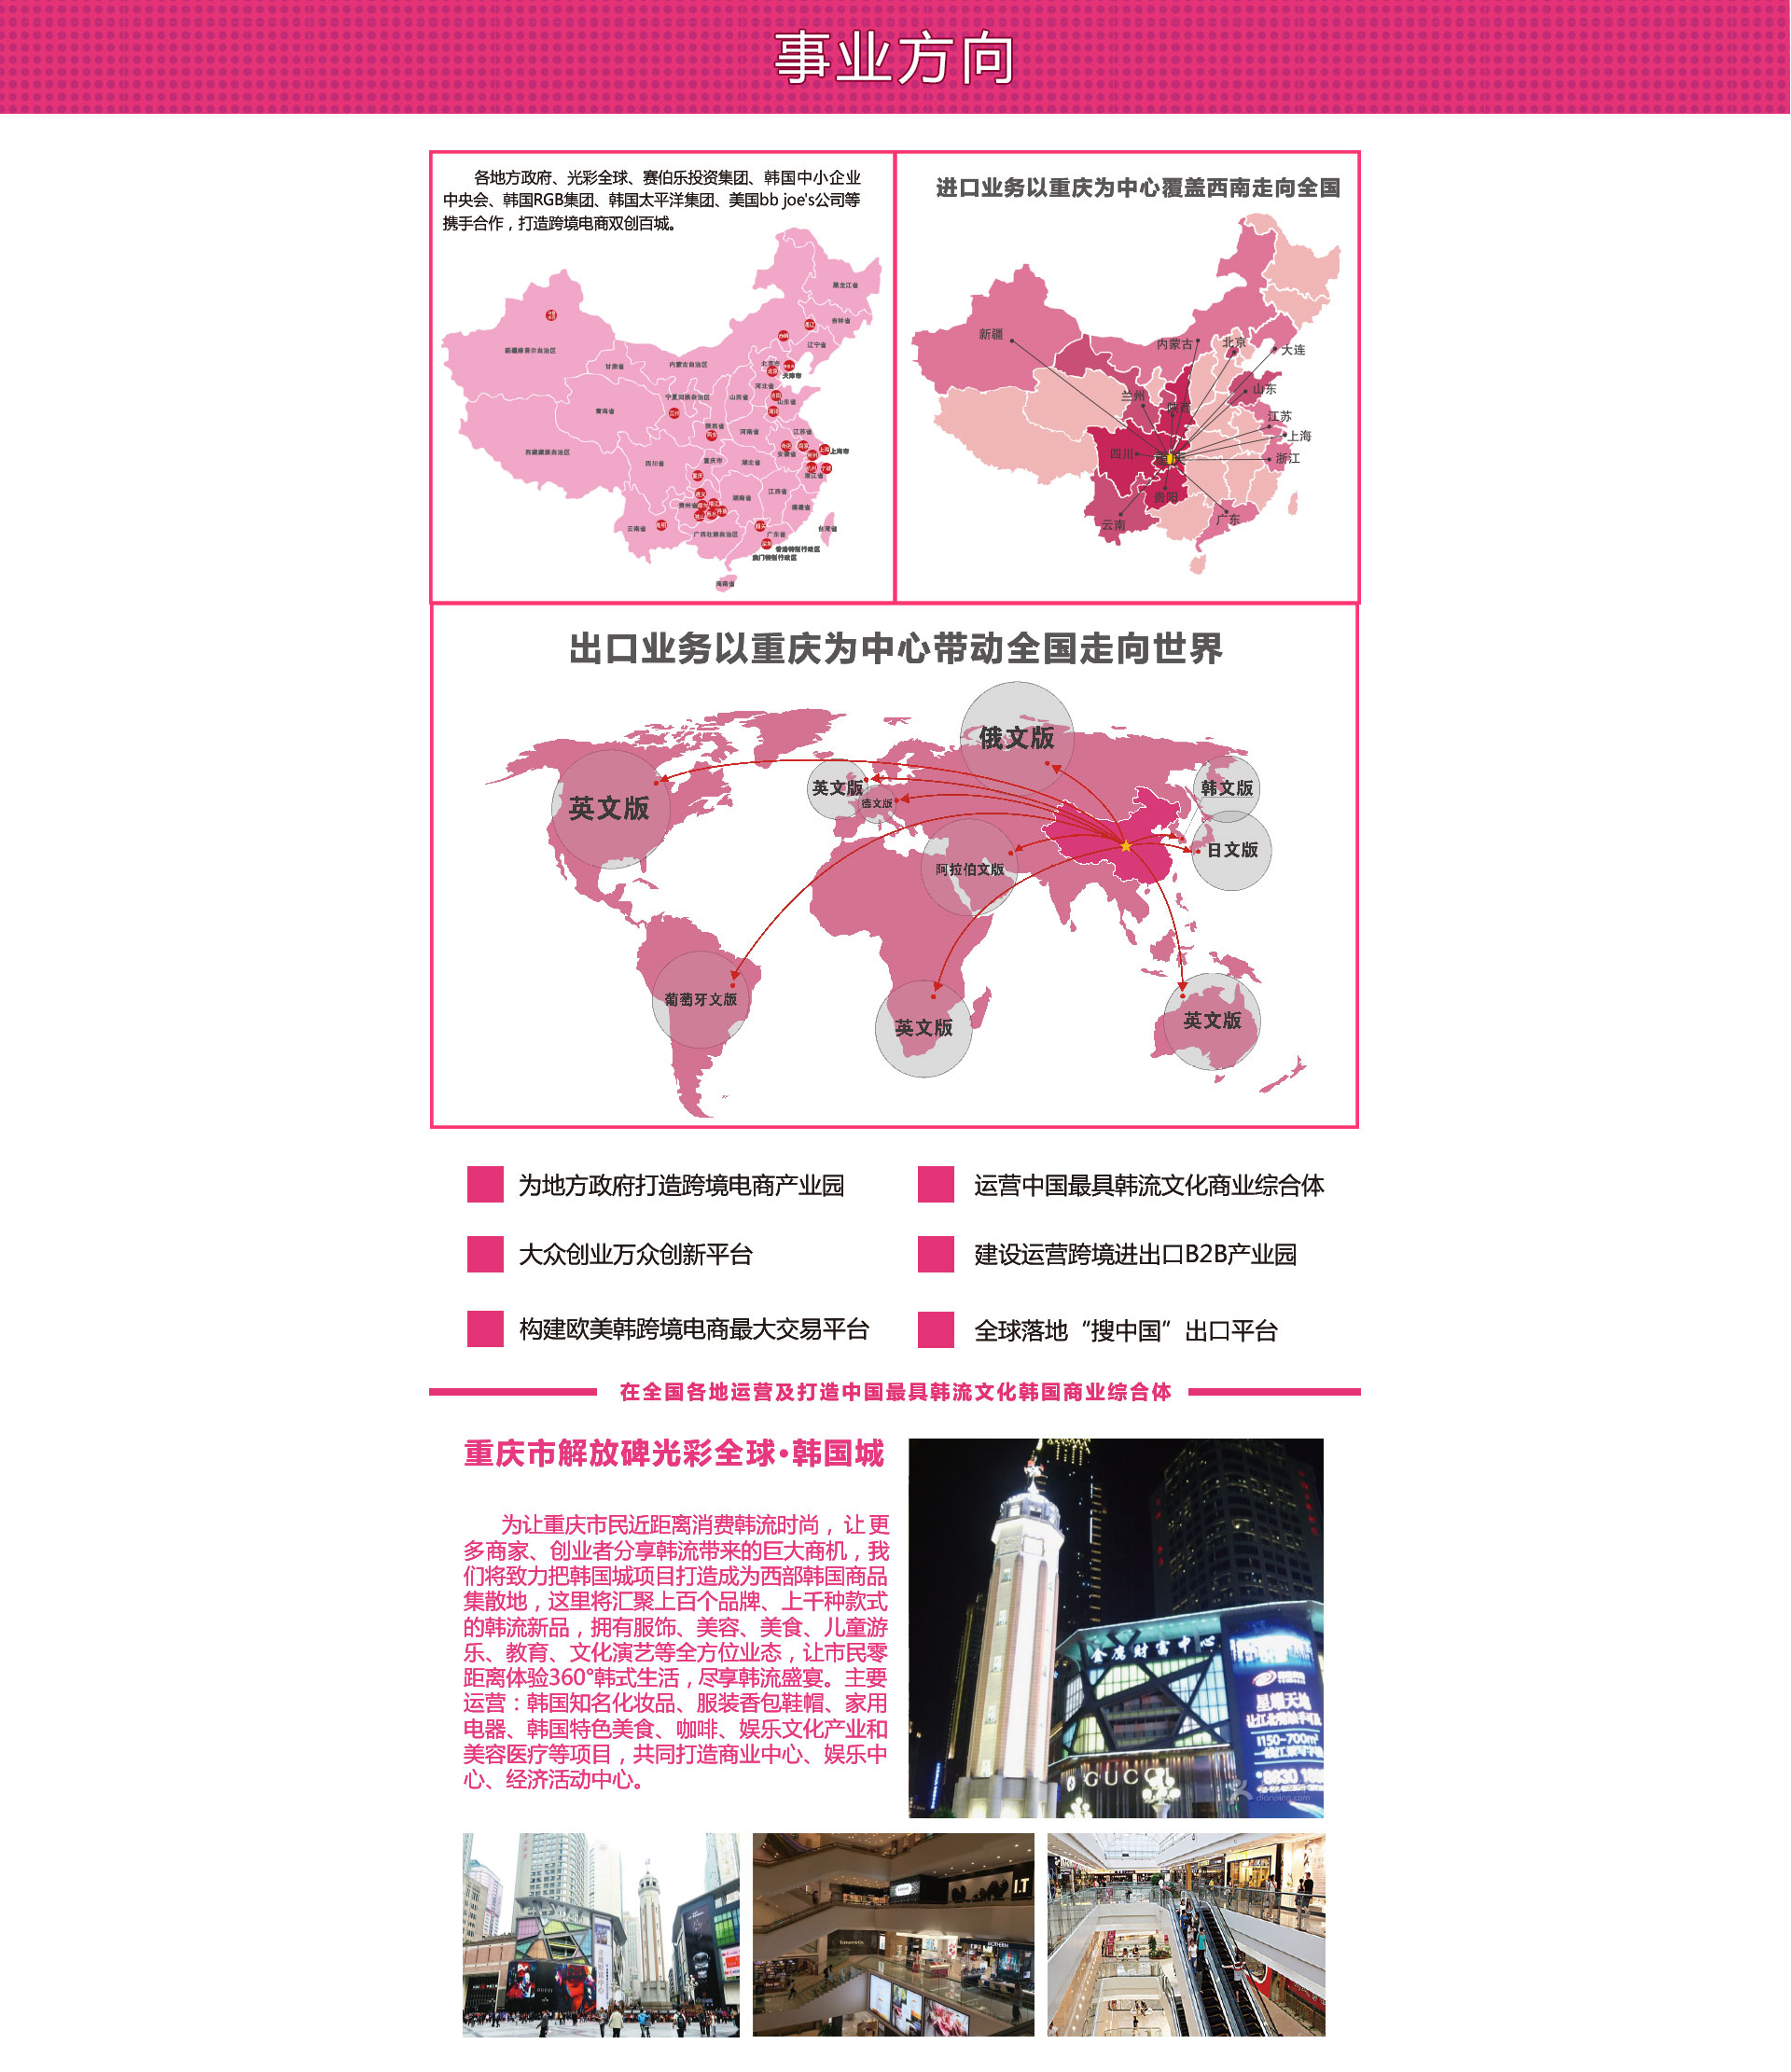 事业方向
各地方政府、光彩全球、赛伯乐投资集团、韩国中小企业
中央会、韩国RGB集团、韩国太平洋集团、美国bb joe's公司等
携手合作，打造跨境电商双创百城。
黑龙江省
吉林省
辽宁省
新疆维吾尔自治区
甘肃省
内蒙古自治区
北京市
天津市
河北省
宁夏回族自治区
山西省
山东省
青海省
陕西省
河南省
江苏省
安徽省
上海市
西藏藏族自治区
四川省
重庆市
湖北省
浙江省
贵州省
湖南省
江西省
福建省
云南省
广西壮族自治区
广东省
台湾省
香港特别行政区
澳门特别行政区
海南省
进口业务以重庆为中心覆盖西南走向全国
新疆
内蒙古
北京
大连
兰州
陕西
山东
江苏
上海
四川
重庆
浙江
贵阳
云南
广东
出口业务以重庆为中心带动全国走向世界
俄文版
英文版
英文版
德文版
韩文版
日文版
阿拉伯文版
葡萄牙文版
英文版
英文版
为地方政府打造跨境电商产业园
运营中国最具韩流文化商业综合体
大众创业万众创新平台
建设运营跨境进出口B2B产业园
构建欧美韩跨境电商最大交易平台
全球落地“搜中国”出口平台
在全国各地运营及打造中国最具韩流文化韩国商业综合体
重庆市解放碑光彩全球·韩国城
为让重庆市民近距离消费韩流时尚，让更
多商家、创业者分享韩流带来的巨大商机，我
们将致力把韩国城项目打造成为西部韩国商品
集散地，这里将汇聚上百个品牌、上千种款式
的韩流新品，拥有服饰、美容、美食、儿童游
乐、教育、文化演艺等全方位业态，让市民零
距离体验360°韩式生活，尽享韩流盛宴。主要
运营：韩国知名化妆品、服装香包鞋帽、家用
电器、韩国特色美食、咖啡、娱乐文化产业和
美容医疗等项目，共同打造商业中心、娱乐中
心、经济活动中心。
金鹰财富中心
星耀天地
GUCCI
dianping.com
GUCCI
I.T
BIOTHERM